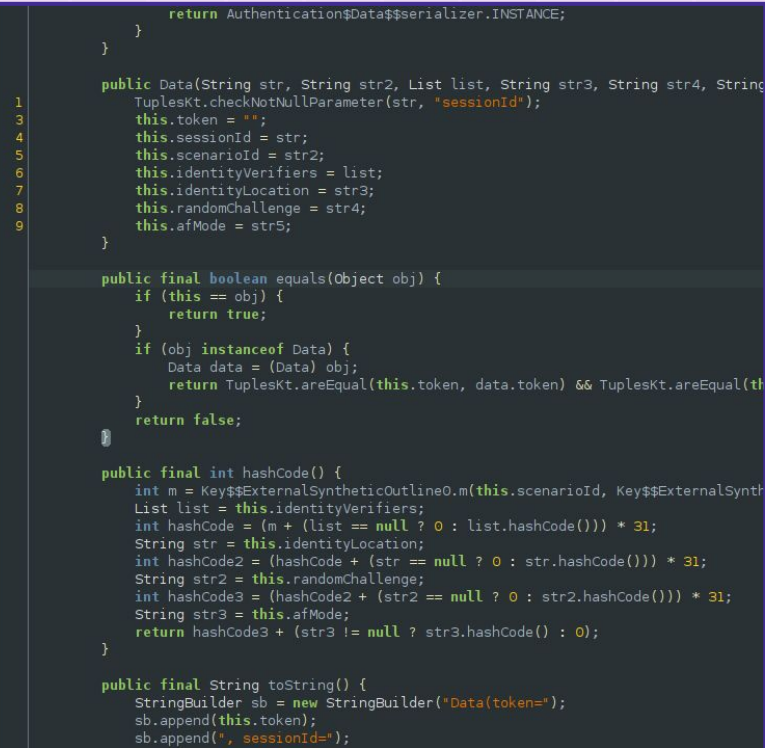 return Authentication$Data$$serializer.INSTANCE;
}
}
public Data(String str, String str2, List list, String str3, String str4, String
1 TuplesKt.checkNotNullParameter(str, "sessionId");
3 this.token = "";
4 this.sessionId = str;
5 this.scenarioId = str2;
6 this.identityVerifiers = list;
7 this.identityLocation = str3;
8 this.randomChallenge = str4;
9 this.afMode = str5;
}
public final boolean equals(Object obj) {
if (this == obj) {
return true;
}
if (obj instanceof Data) {
Data data = (Data) obj;
return TuplesKt.areEqual(this.token, data.token) && TuplesKt.areEqual(th
}
return false;
}
public final int hashCode() {
int m = Key$$ExternalSyntheticOutline0.m(this.scenarioId, Key$$ExternalSynth
List list = this.identityVerifiers;
int hashCode = (m + (list == null ? 0 : list.hashCode())) * 31;
String str = this.identityLocation;
int hashCode2 = (hashCode + (str == null ? 0 : str.hashCode())) * 31;
String str2 = this.randomChallenge;
int hashCode3 = (hashCode2 + (str2 == null ? 0 : str2.hashCode())) * 31;
String str3 = this.afMode;
return hashCode3 + (str3 != null ? str3.hashCode() : 0);
}
public final String toString() {
StringBuilder sb = new StringBuilder("Data(token=");
sb.append(this.token);
sb.append(", sessionId=");